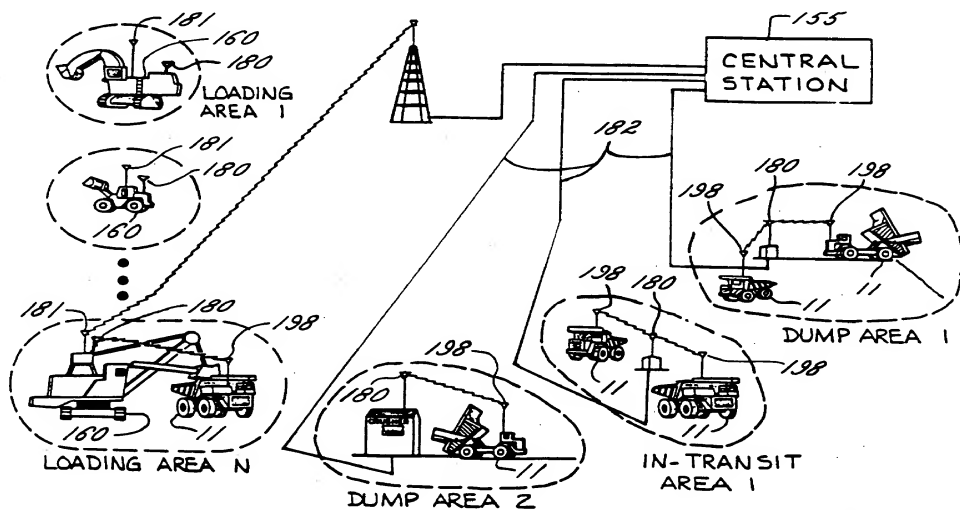 181
160
180
LOADING
AREA 1
155
CENTRAL
STATION
182
181
180
160
180
198
198
11
11
DUMP AREA 1
181
180
198
160
11
LOADING AREA N
180
198
11
DUMP AREA 2
198
180
198
11
11
IN-TRANSIT
AREA 1